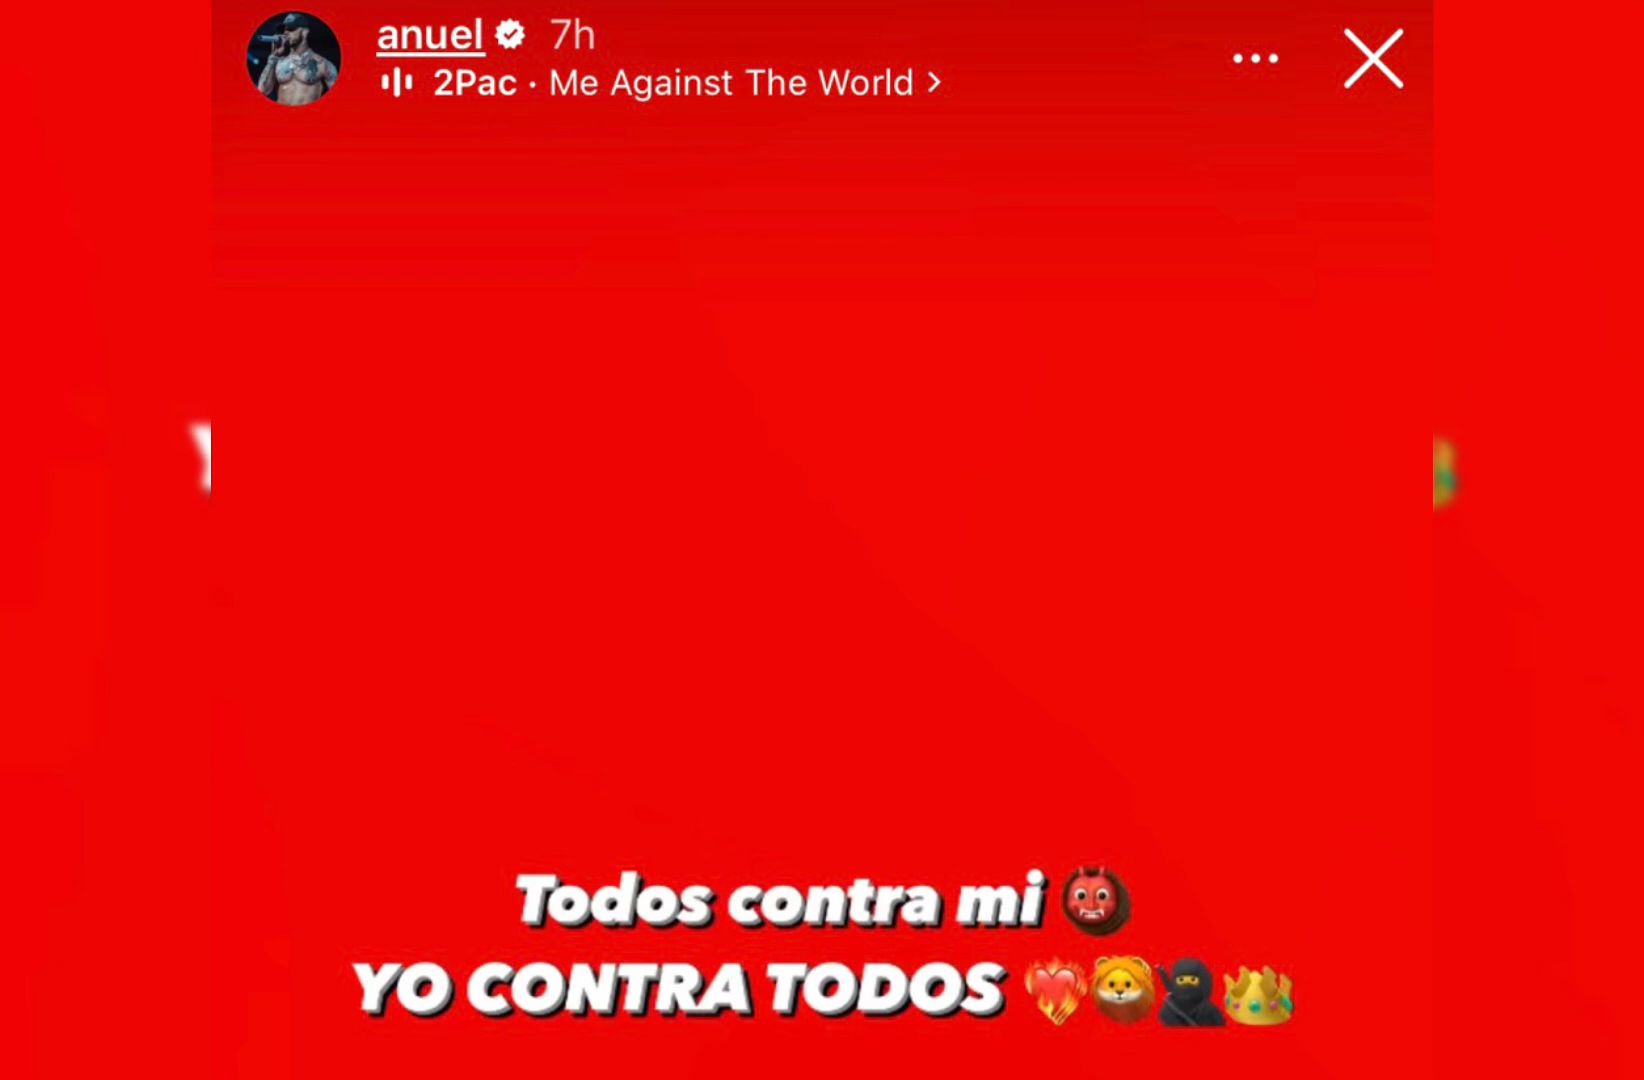 anuel 7h
2Pac · Me Against The World >
Todos contra mi 👹
YO CONTRA TODOS ❤️‍🔥🦁🥷🏿👑